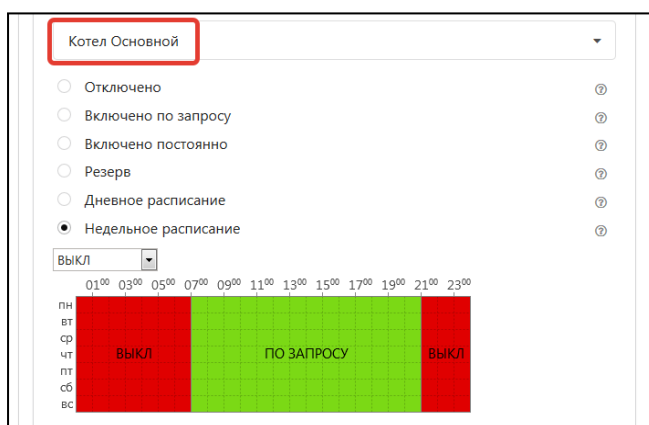 Котел Основной
Отключено
Включено по запросу
Включено постоянно
Резерв
Дневное расписание
Недельное расписание
ВЫКЛ
01⁰⁰ 03⁰⁰ 05⁰⁰ 07⁰⁰ 09⁰⁰ 11⁰⁰ 13⁰⁰ 15⁰⁰ 17⁰⁰ 19⁰⁰ 21⁰⁰ 23⁰⁰
пн
вт
ср
чт ВЫКЛ ПО ЗАПРОСУ ВЫКЛ
пт
сб
вс